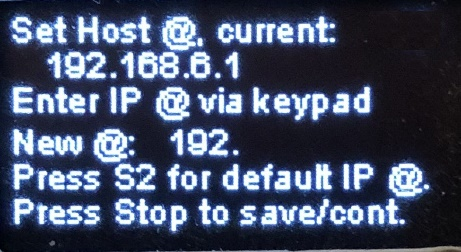 Set Host @, current:
192.168.6.1
Enter IP @ via keypad
New @: 192.
Press S2 for default IP @.
Press Stop to save/cont.